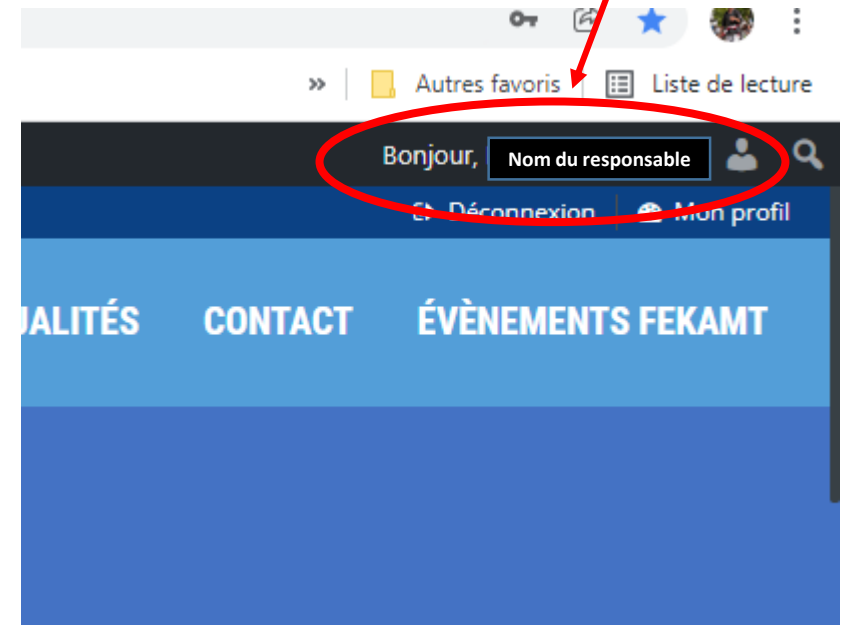 » Autres favoris Liste de lecture
Bonjour, Nom du responsable
Déconnexion Mon profil
UALITÉS CONTACT ÉVÈNEMENTS FEKAMT